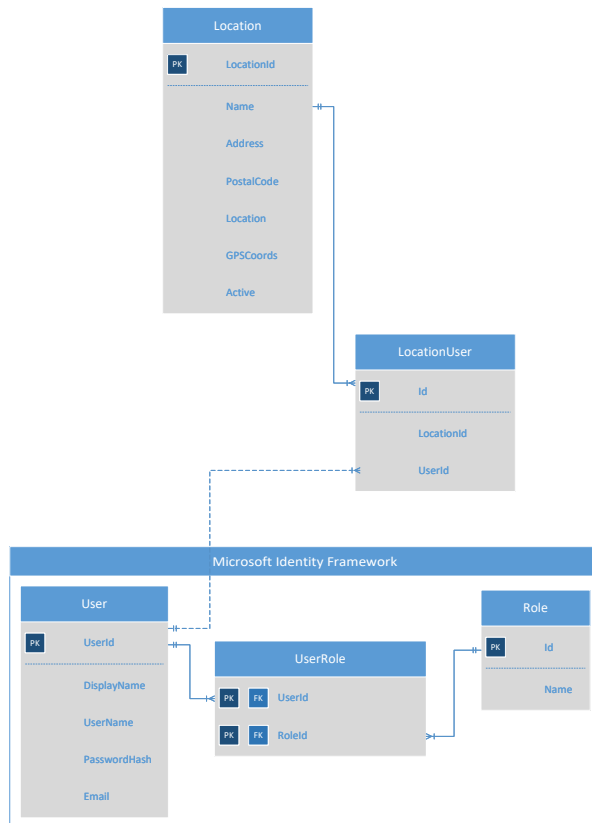 Location
PK LocationId
Name
Address
PostalCode
Location
GPSCoords
Active
LocationUser
PK Id
LocationId
UserId
Microsoft Identity Framework
User
PK UserId
DisplayName
UserName
PasswordHash
Email
UserRole
PK FK UserId
PK FK RoleId
Role
PK Id
Name